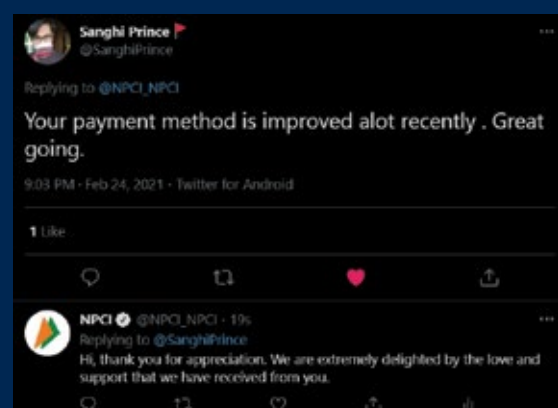 Sanghi Prince
@SanghiPrince
Replying to @NPCI_NPCI
Your payment method is improved alot recently . Great
going.
9:03 PM · Feb 24, 2021 · Twitter for Android
1 Like
NPCI @NPCI_NPCI · 19s
Replying to @SanghiPrince
Hi, thank you for appreciation. We are extremely delighted by the love and
support that we have received from you.